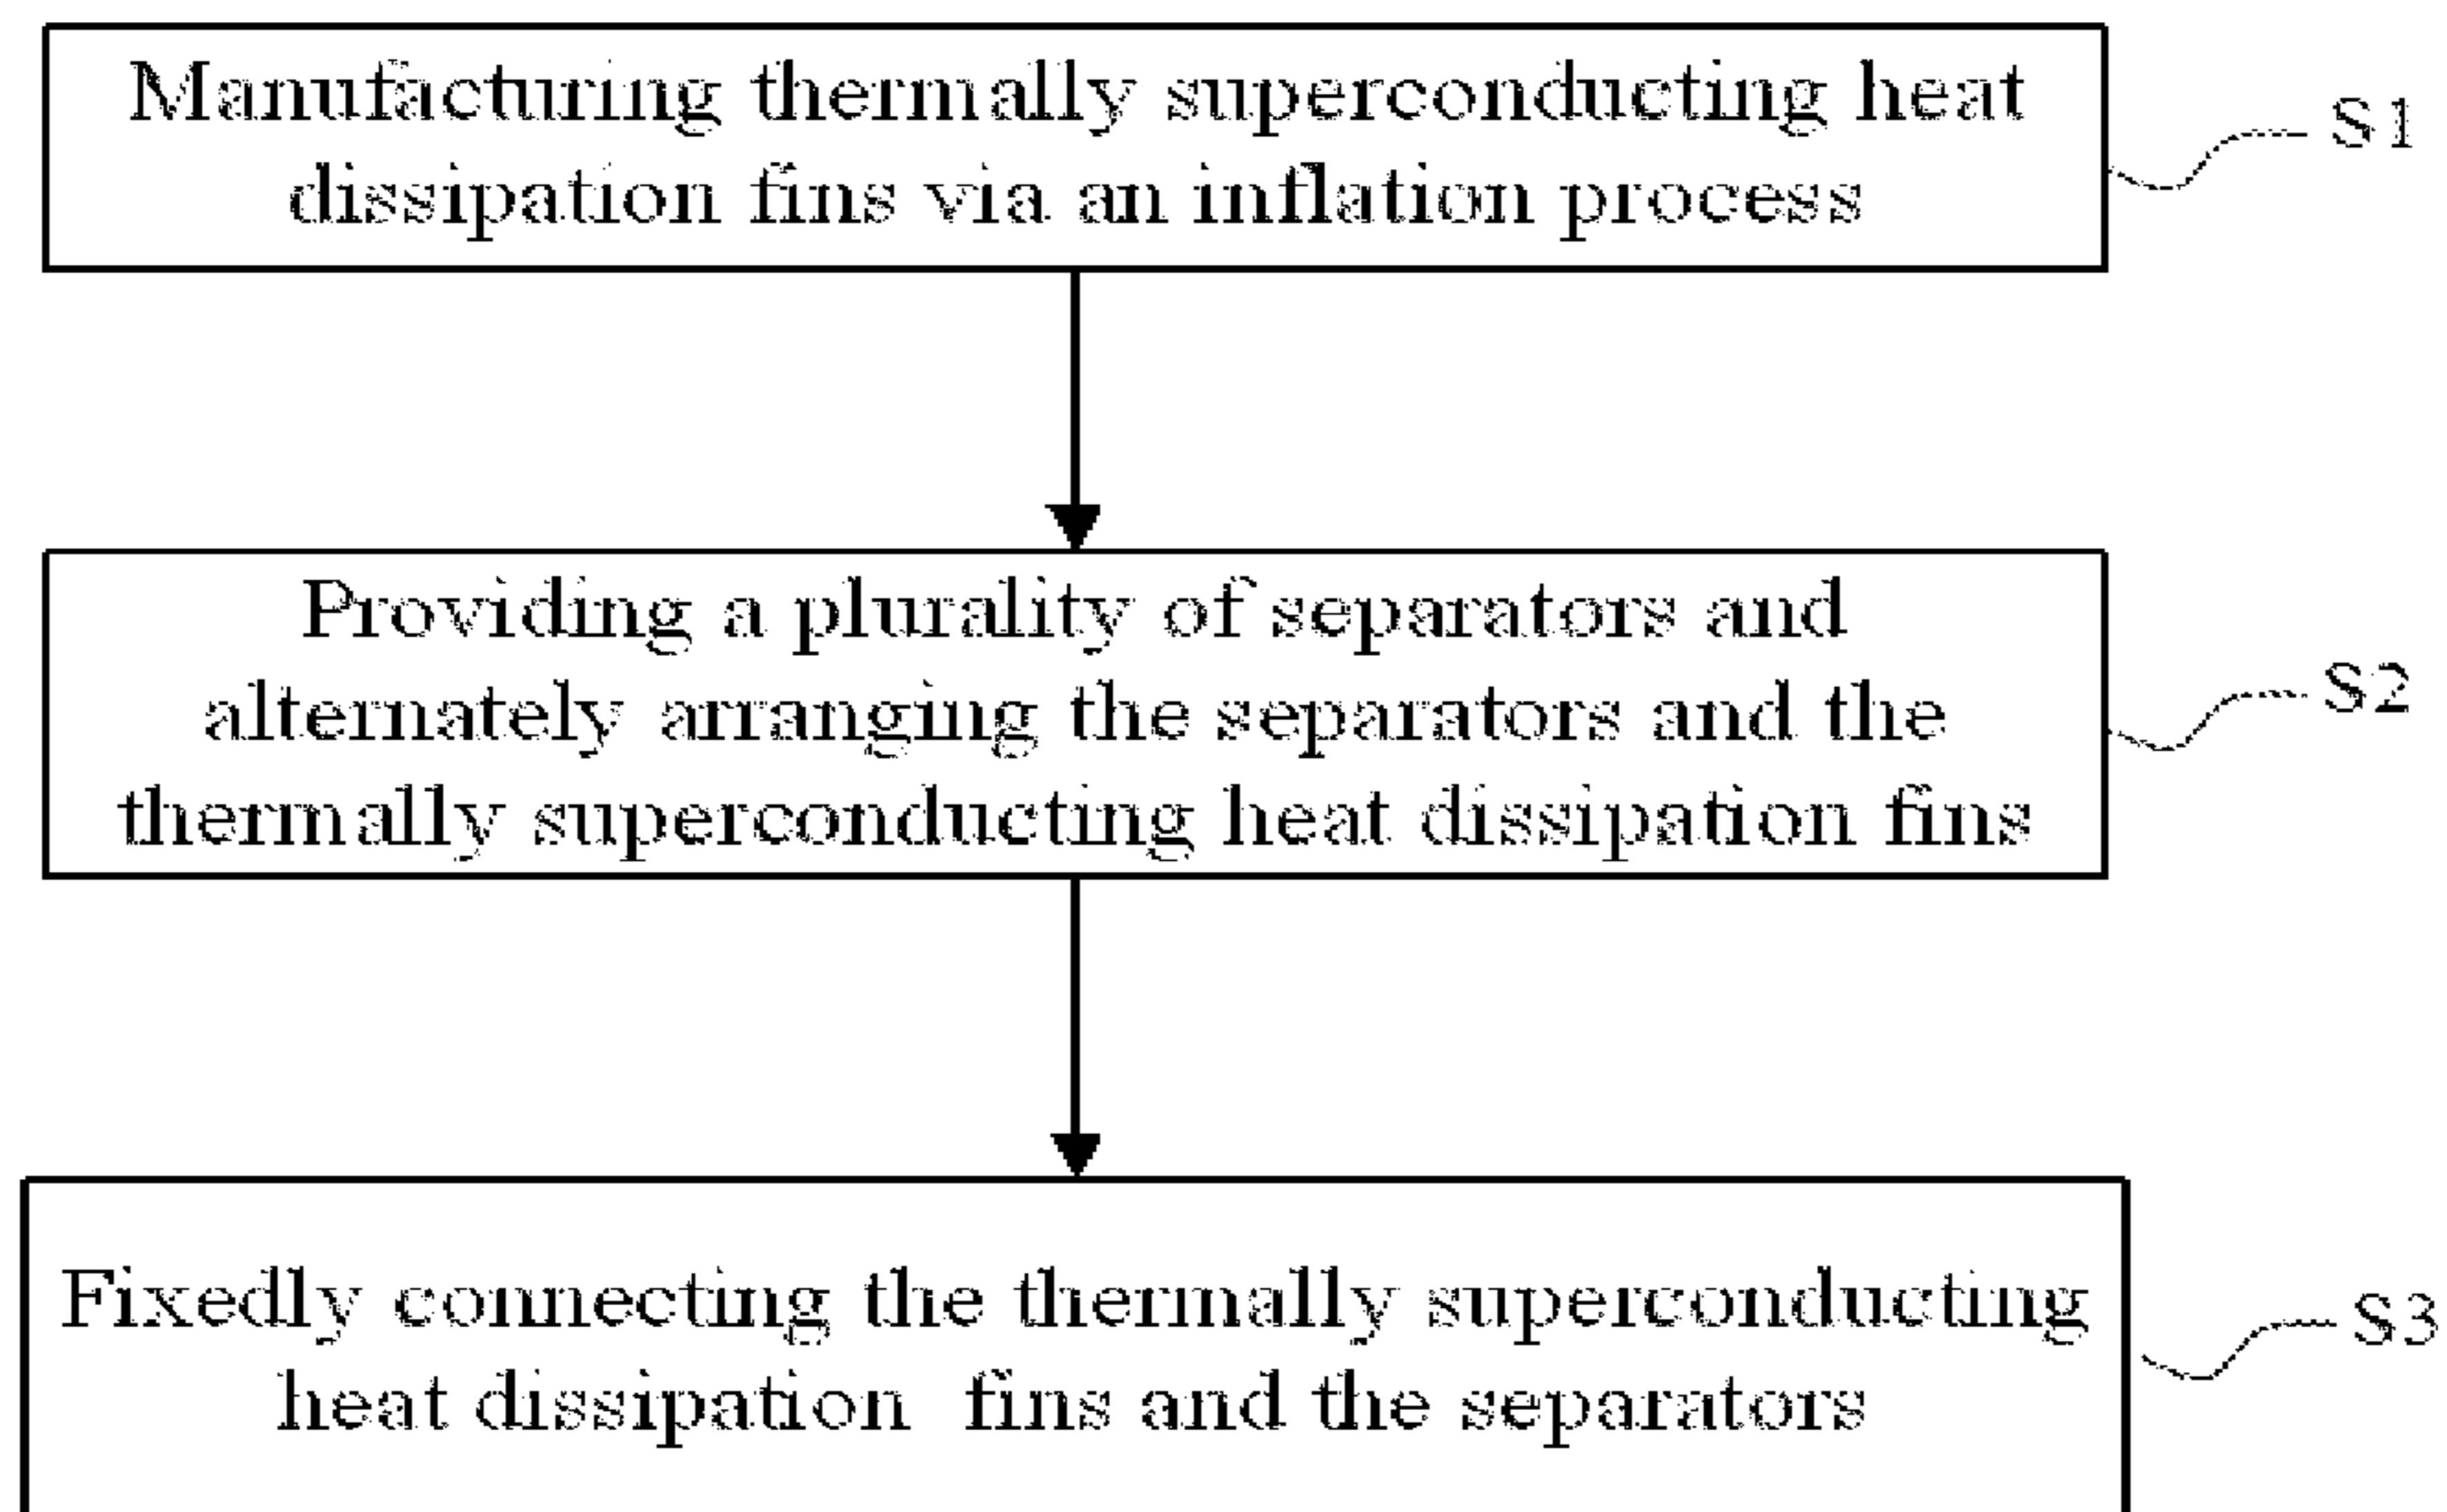 Manufacturing thermally superconducting heat
dissipation fins via an inflation process
S1
Providing a plurality of separators and
alternately arranging the separators and the
thermally superconducting heat dissipation fins
S2
Fixedly connecting the thermally superconducting
heat dissipation fins and the separators
S3